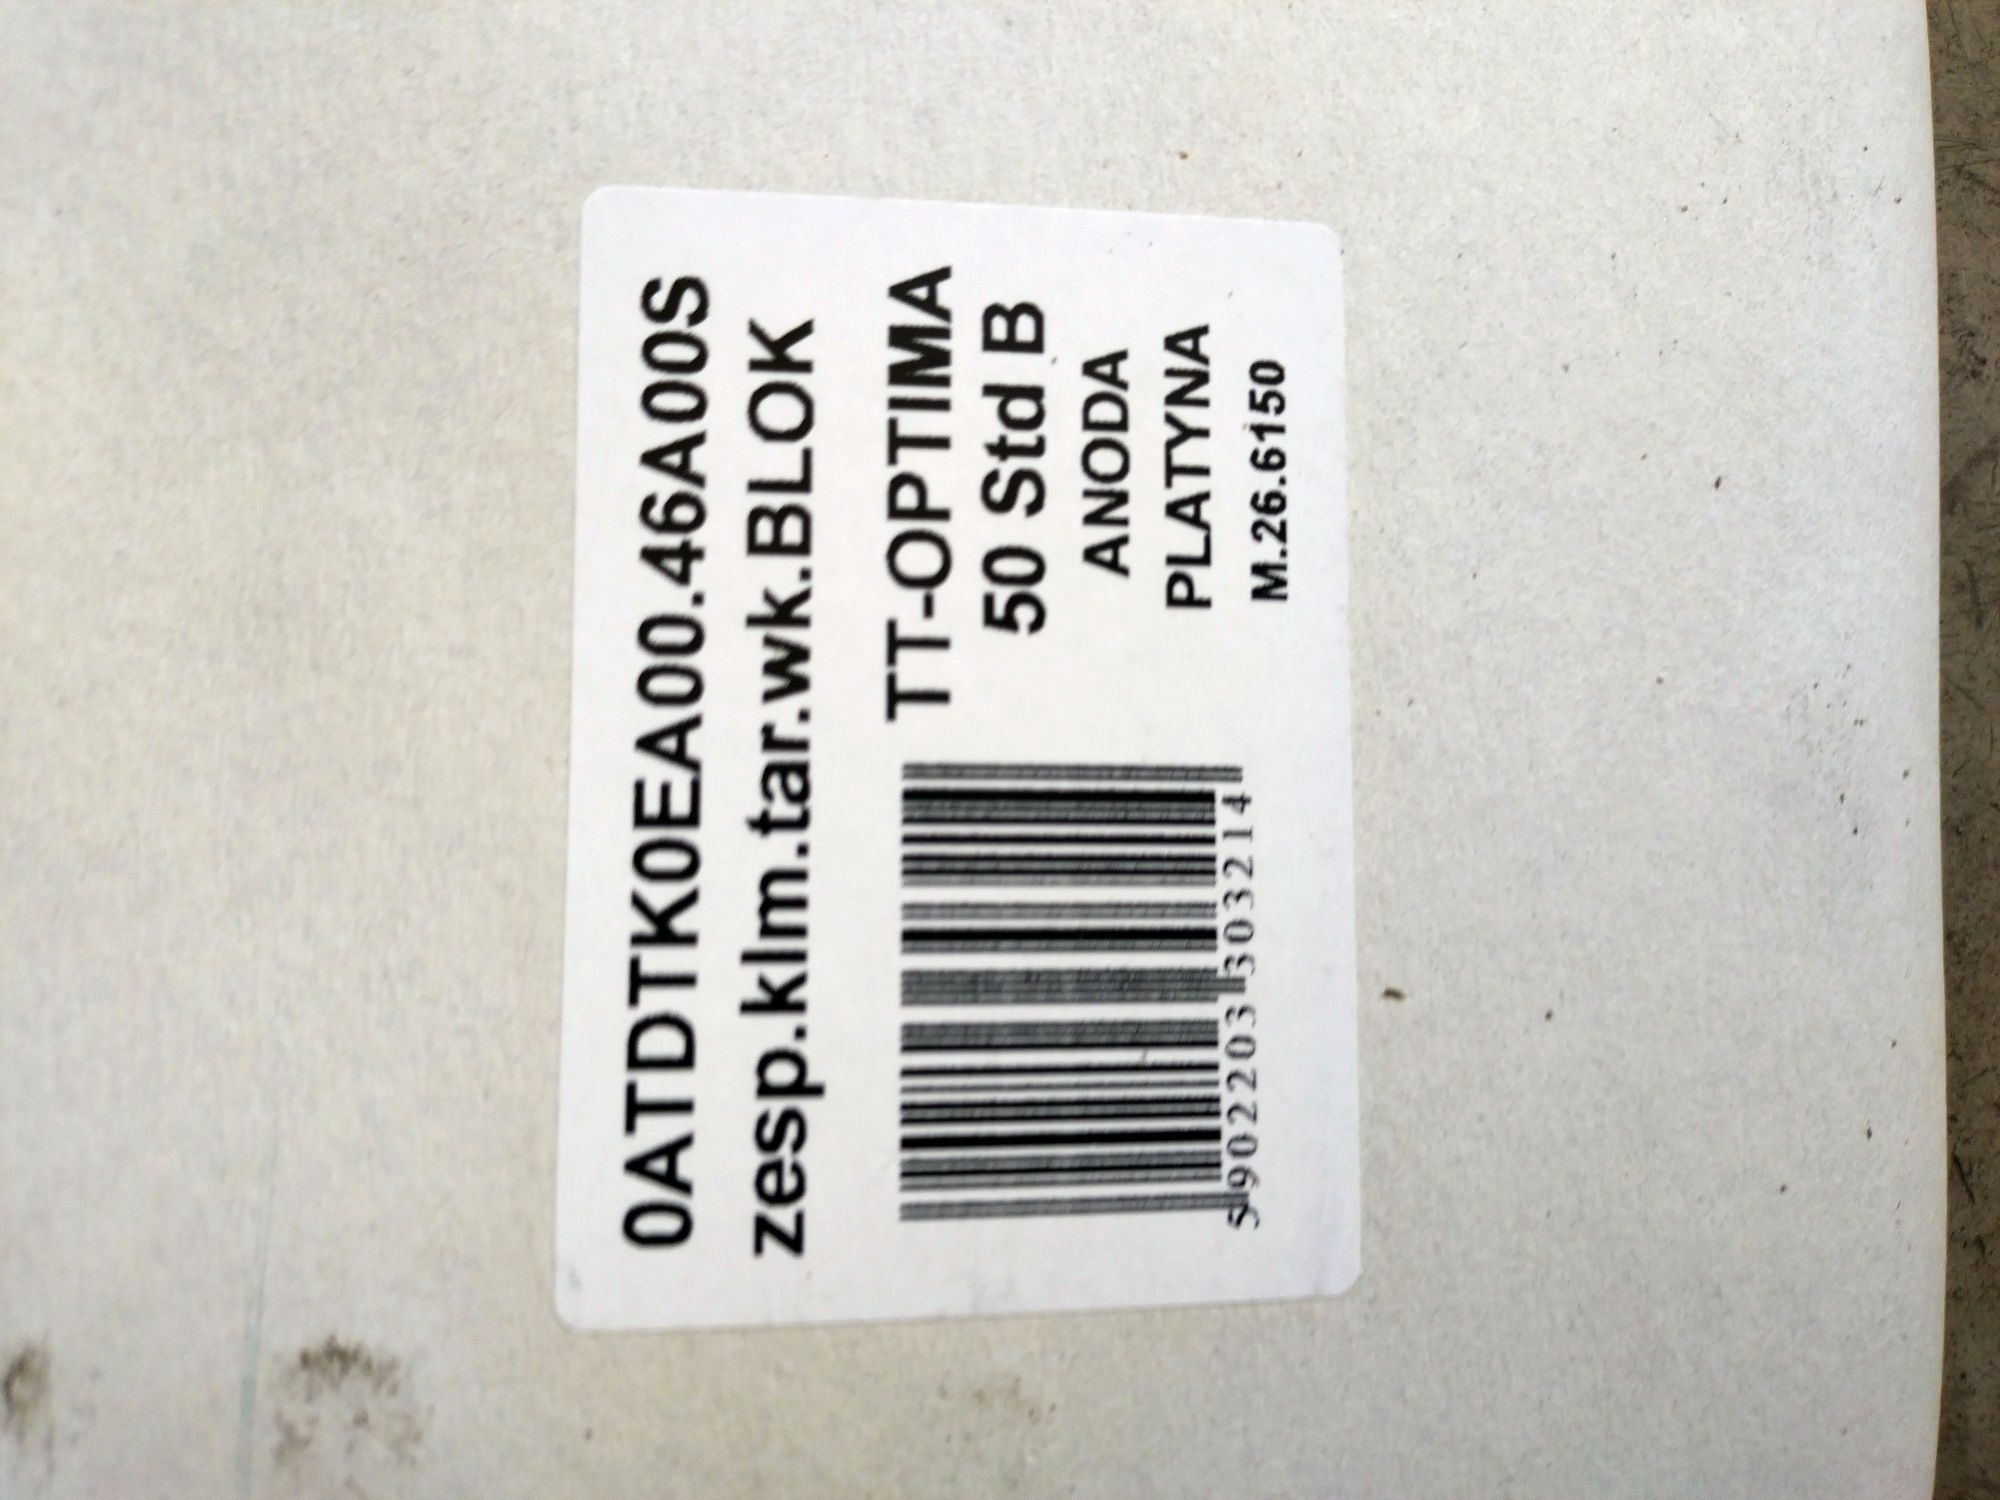 0ATDTK0EA00.46A00S
zesp.klm.tar.wk.BLOK
TT-OPTIMA
50 Std B
ANODA
PLATYNA
M.26.6150
5902203303214